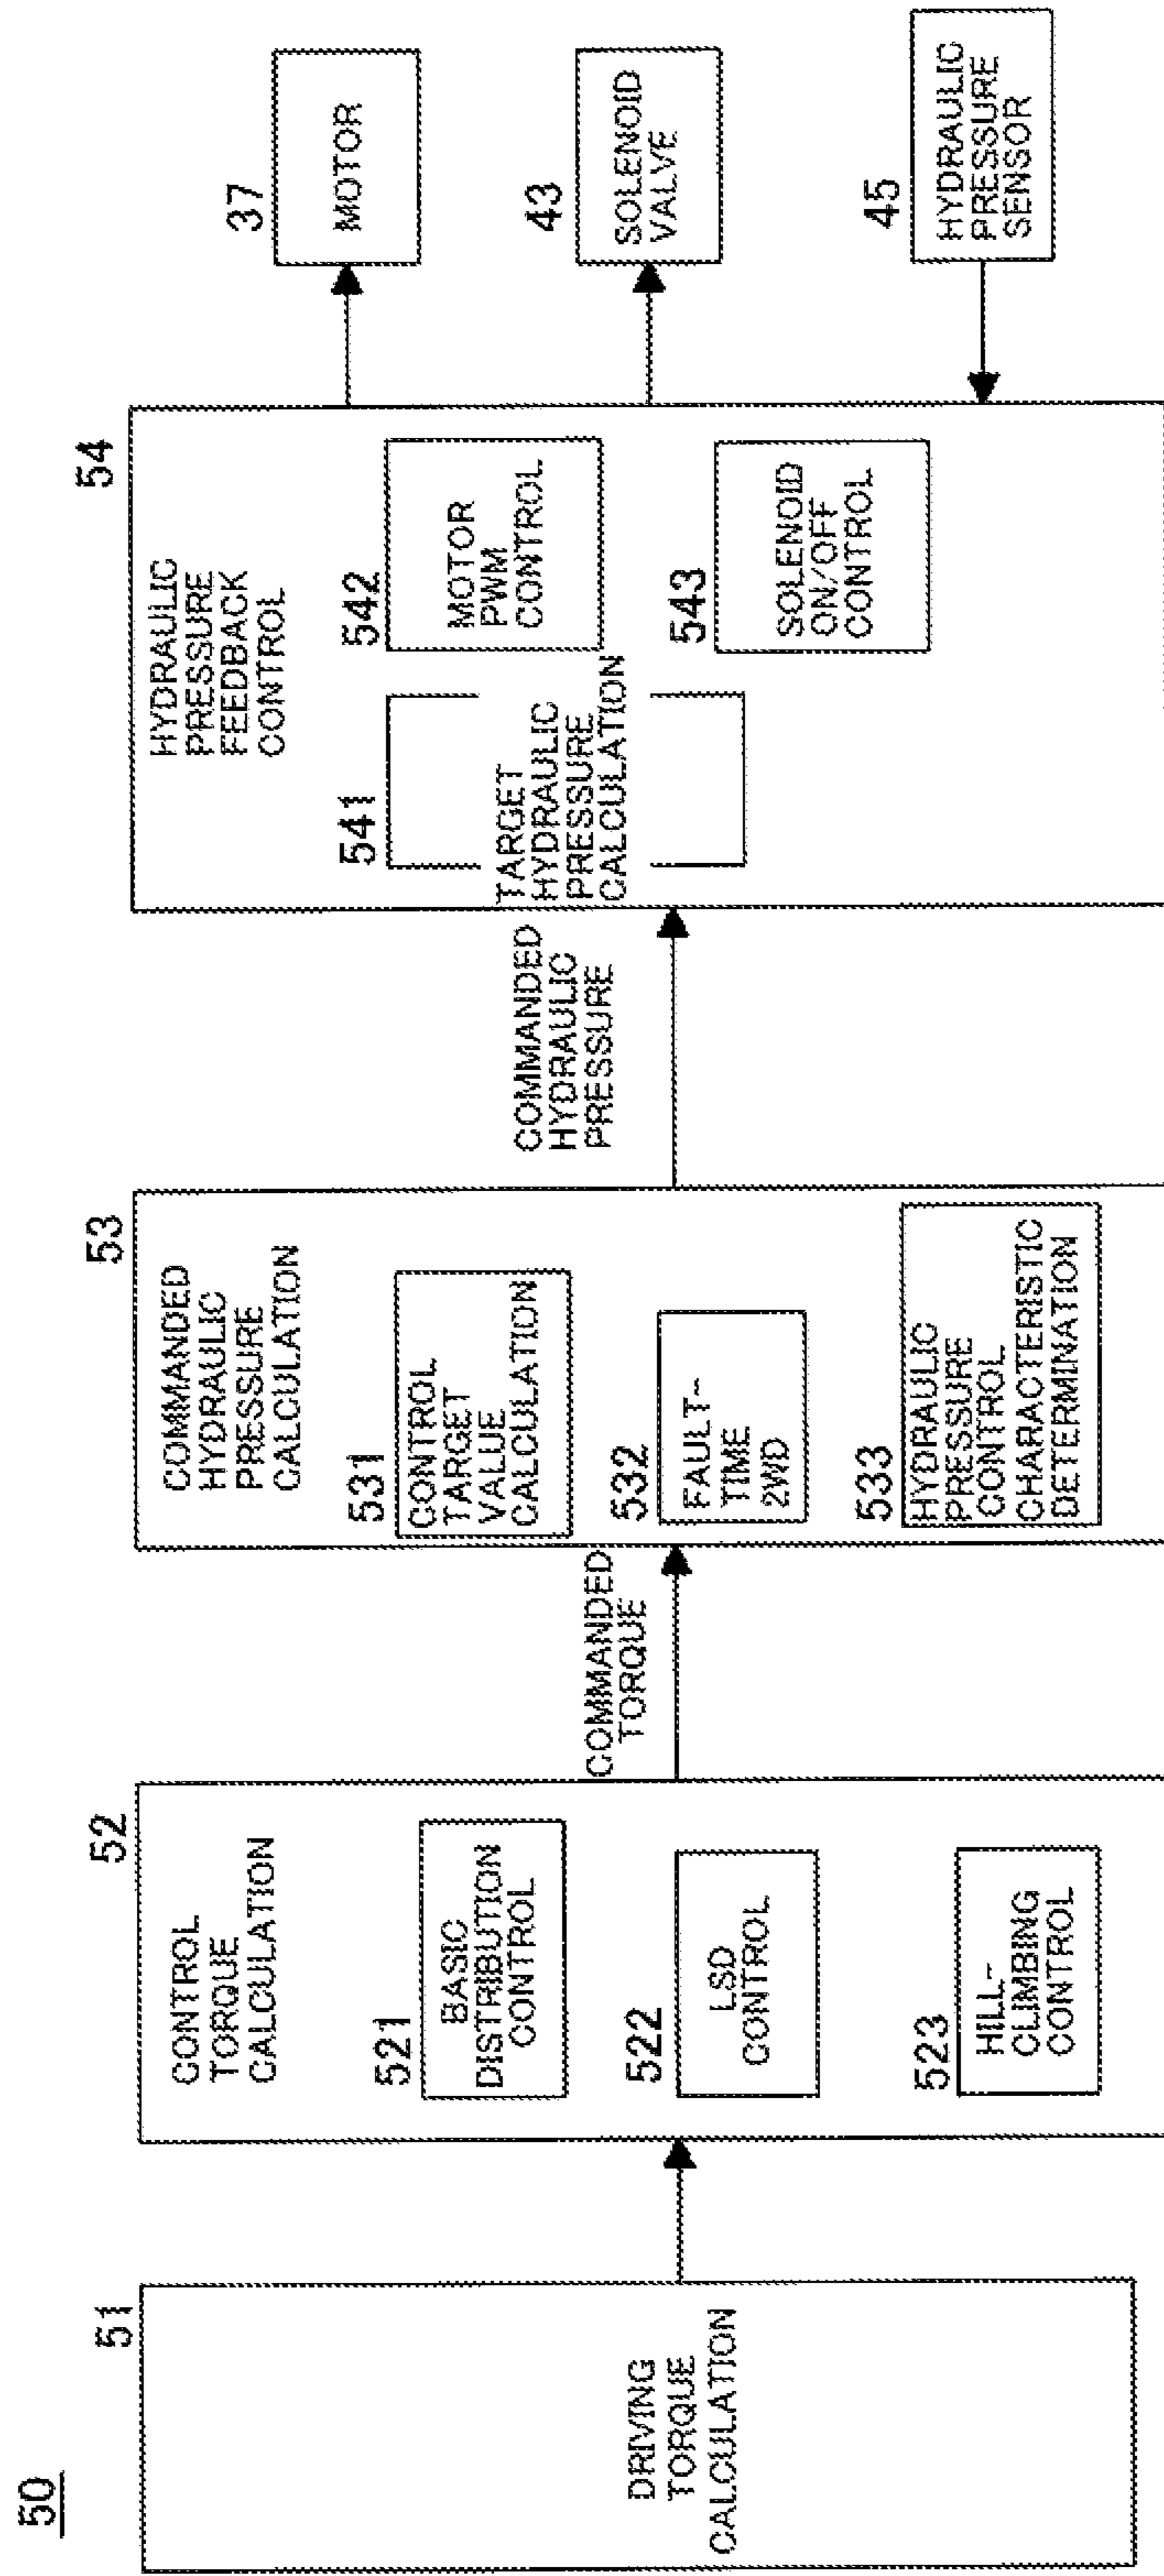 50
51
DRIVING
TORQUE
CALCULATION
52
CONTROL
TORQUE
CALCULATION
521
BASIC
DISTRIBUTION
CONTROL
522
LSD
CONTROL
523
HILL-
CLIMBING
CONTROL
COMMANDED
TORQUE
53
COMMANDED
HYDRAULIC
PRESSURE
CALCULATION
531
CONTROL
TARGET
VALUE
CALCULATION
532
FAULT-
TIME
2WD
533
HYDRAULIC
PRESSURE
CONTROL
CHARACTERISTIC
DETERMINATION
COMMANDED
HYDRAULIC
PRESSURE
54
HYDRAULIC
PRESSURE
FEEDBACK
CONTROL
541
TARGET
HYDRAULIC
PRESSURE
CALCULATION
542
MOTOR
PWM
CONTROL
543
SOLENOID
ON/OFF
CONTROL
37
MOTOR
43
SOLENOID
VALVE
45
HYDRAULIC
PRESSURE
SENSOR